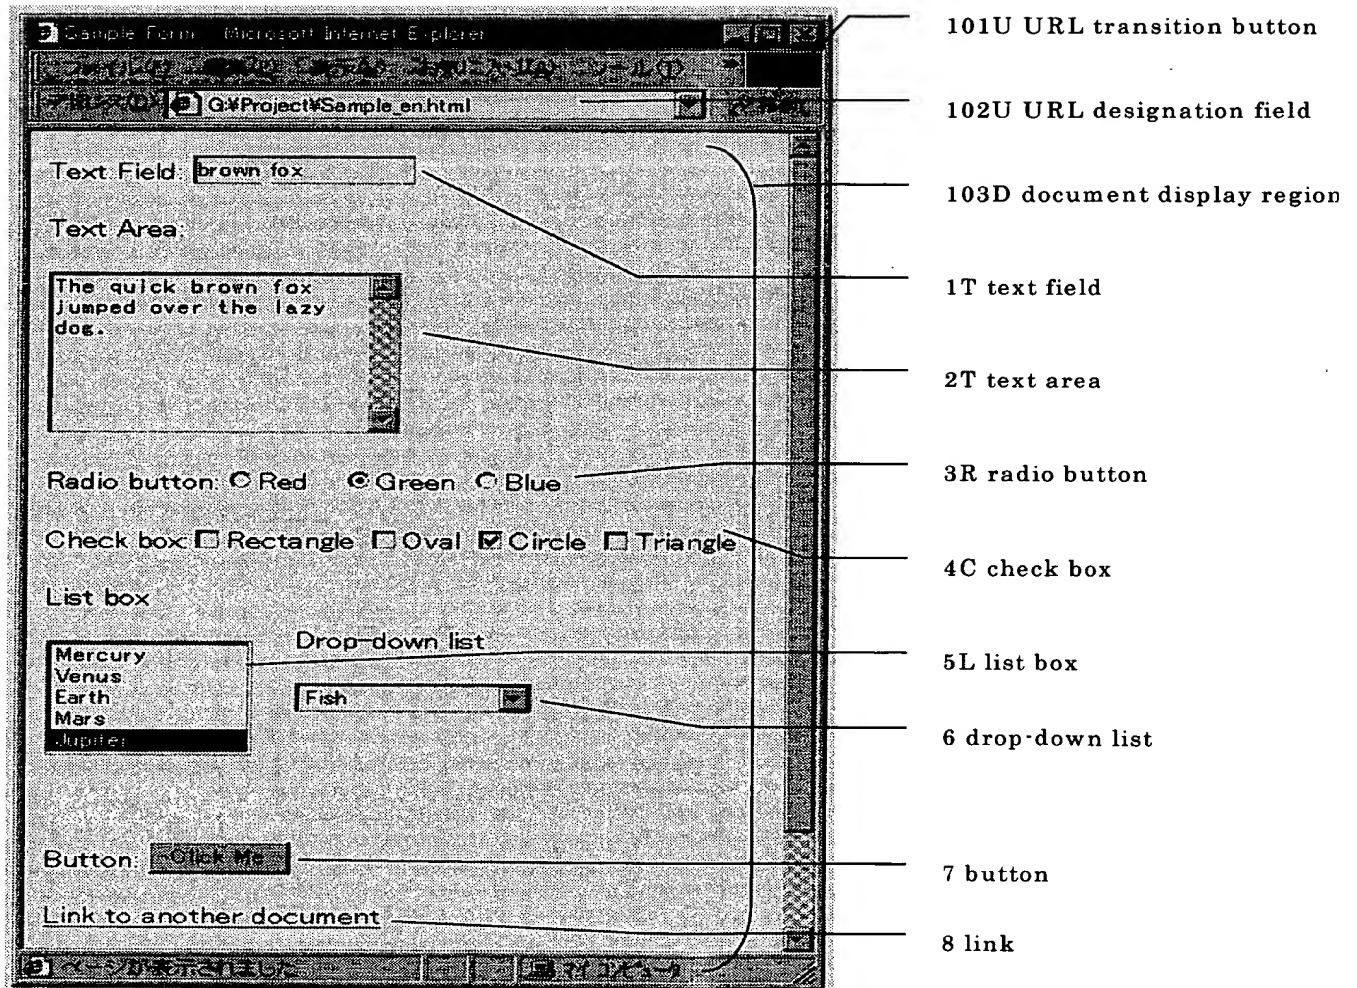 Sample Form - Microsoft Internet Explorer
G:¥Project¥Sample_en.html
Text Field: brown fox
Text Area:
The quick brown fox
jumped over the lazy
dog.
Radio button: Red Green Blue
Check box: Rectangle Oval Circle Triangle
List box
Mercury
Venus
Earth
Mars
Jupiter
Drop-down list
Fish
Button: Click Me
Link to another document
ページが表示されました
マイ コンピュータ
101U URL transition button
102U URL designation field
103D document display region
1T text field
2T text area
3R radio button
4C check box
5L list box
6 drop-down list
7 button
8 link